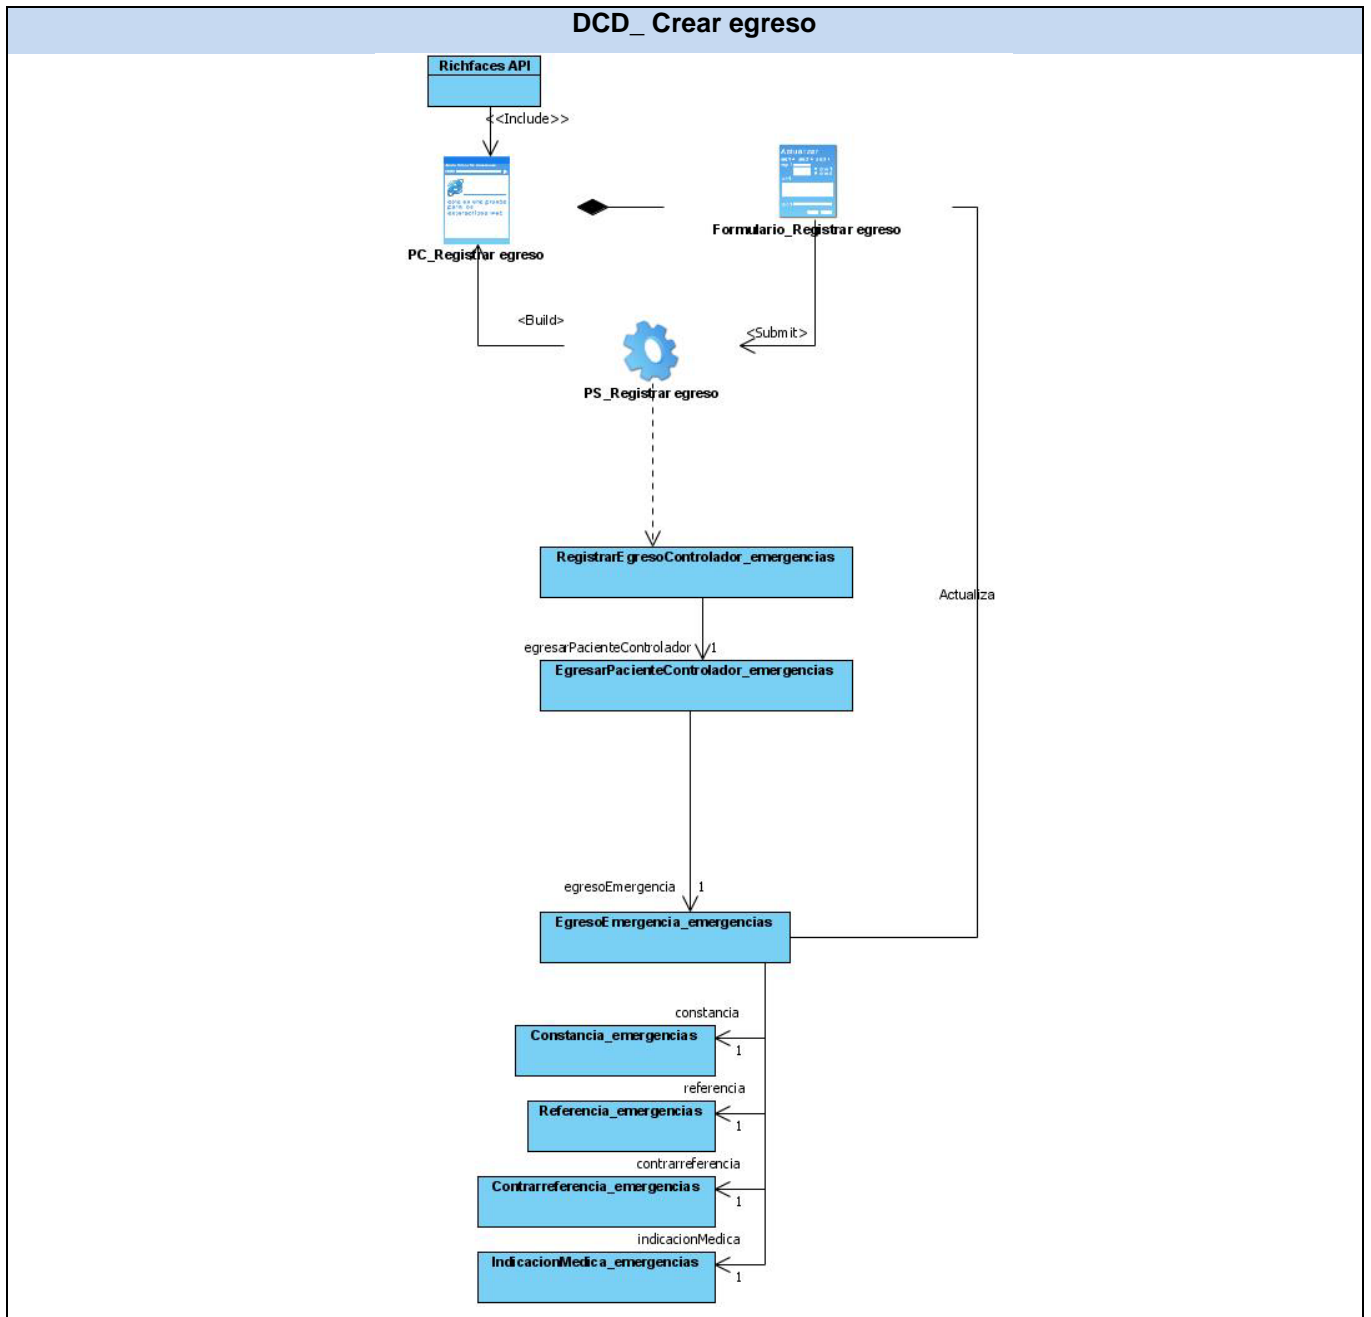 DCD_ Crear egreso
Richfaces API
<<Include>>
Actualizar
PC_Registrar egreso
Formulario_Registrar egreso
<Build>
<Submit>
PS_Registrar egreso
RegistrarEgresoControlador_emergencias
Actualiza
egresarPacienteControlador
1
EgresarPacienteControlador_emergencias
egresoEmergencia
1
EgresoEmergencia_emergencias
constancia
Constancia_emergencias
1
referencia
Referencia_emergencias
1
contrarreferencia
Contrarreferencia_emergencias
1
indicacionMedica
IndicacionMedica_emergencias
1